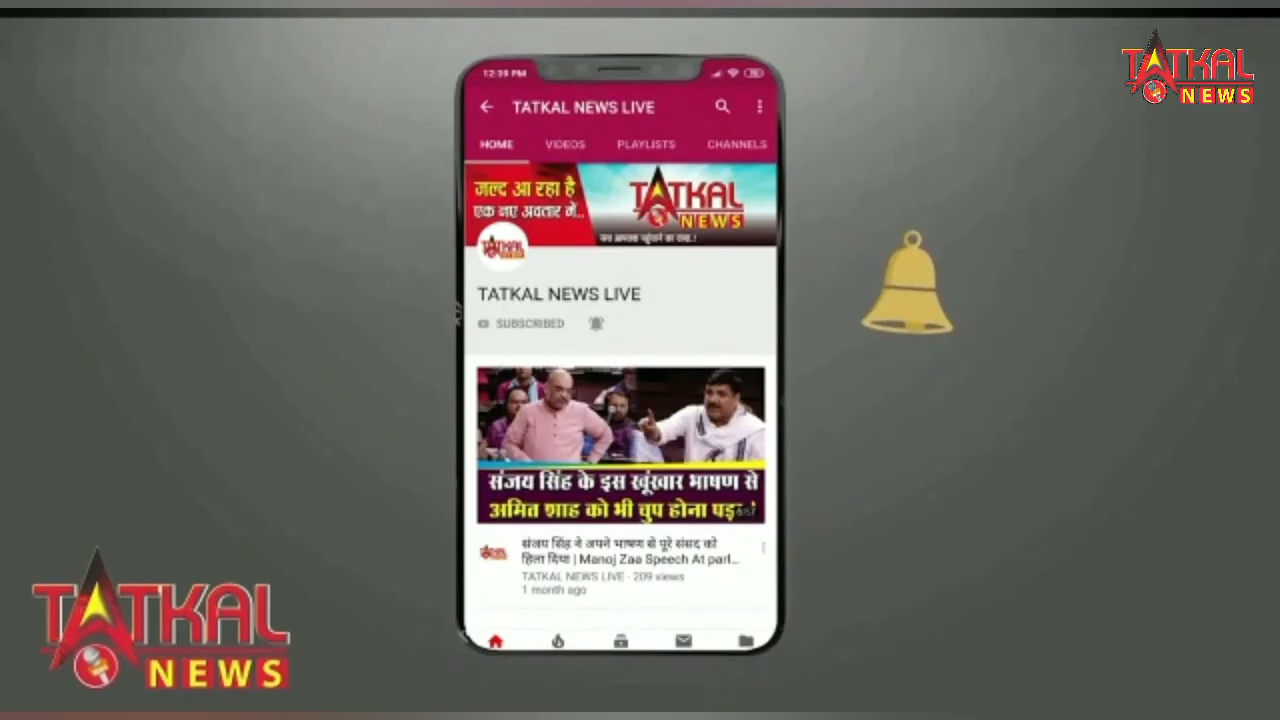 TATKAL
NEWS
12:39 PM
TATKAL NEWS LIVE
HOME VIDEOS PLAYLISTS CHANNELS
जल्द आ रहा है
एक नए अवतार में..
TATKAL
NEWS
TATKAL NEWS LIVE
SUBSCRIBED
संजय सिंह के इस खूंखार भाषण से
अमित शाह को भी चुप होना पड़
संजय सिंह ने अपने भाषण से पूरे संसद को
हिला दिया | Manoj Zaa Speech At parl...
TATKAL NEWS LIVE · 209 views
1 month ago
TATKAL
NEWS